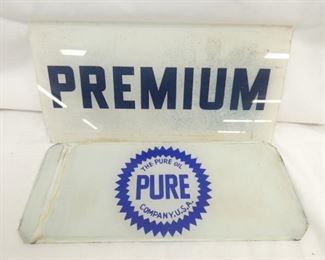 PREMIUM
THE PURE OIL
PURE
COMPANY, U.S.A.